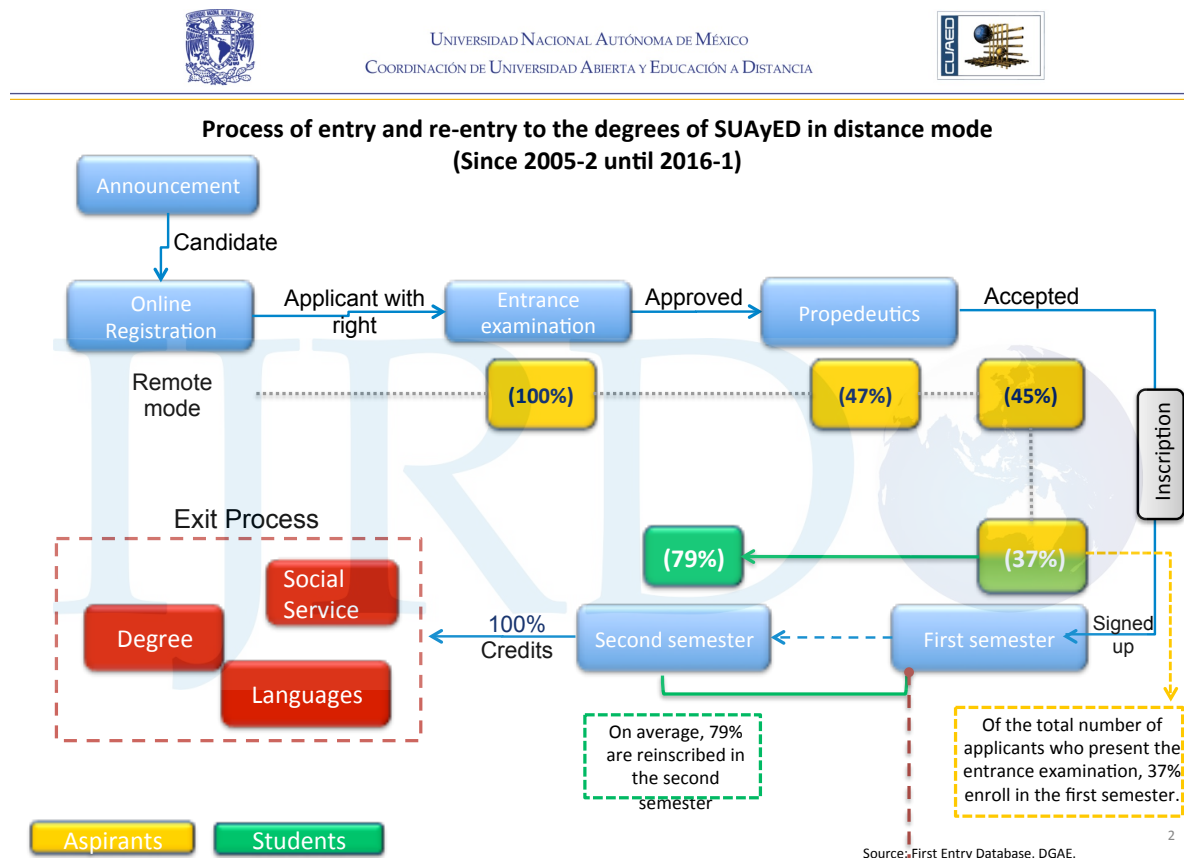 UNIVERSIDAD NACIONAL AUTÓNOMA DE MÉXICO
COORDINACIÓN DE UNIVERSIDAD ABIERTA Y EDUCACIÓN A DISTANCIA
CUAED
Process of entry and re-entry to the degrees of SUAyED in distance mode
(Since 2005-2 until 2016-1)
Announcement
Candidate
Online
Registration
Applicant with
right
Entrance
examination
Approved
Propedeutics
Accepted
Remote
mode
(100%)
(47%)
(45%)
Inscription
IJRD
Exit Process
(79%)
(37%)
Social
Service
Degree
Languages
100%
Credits
Second semester
First semester
Signed
up
On average, 79%
are reinscribed in
the second
semester
Of the total number of
applicants who present the
entrance examination, 37%
enroll in the first semester.
Aspirants
Students
2
Source: First Entry Database, DGAE.